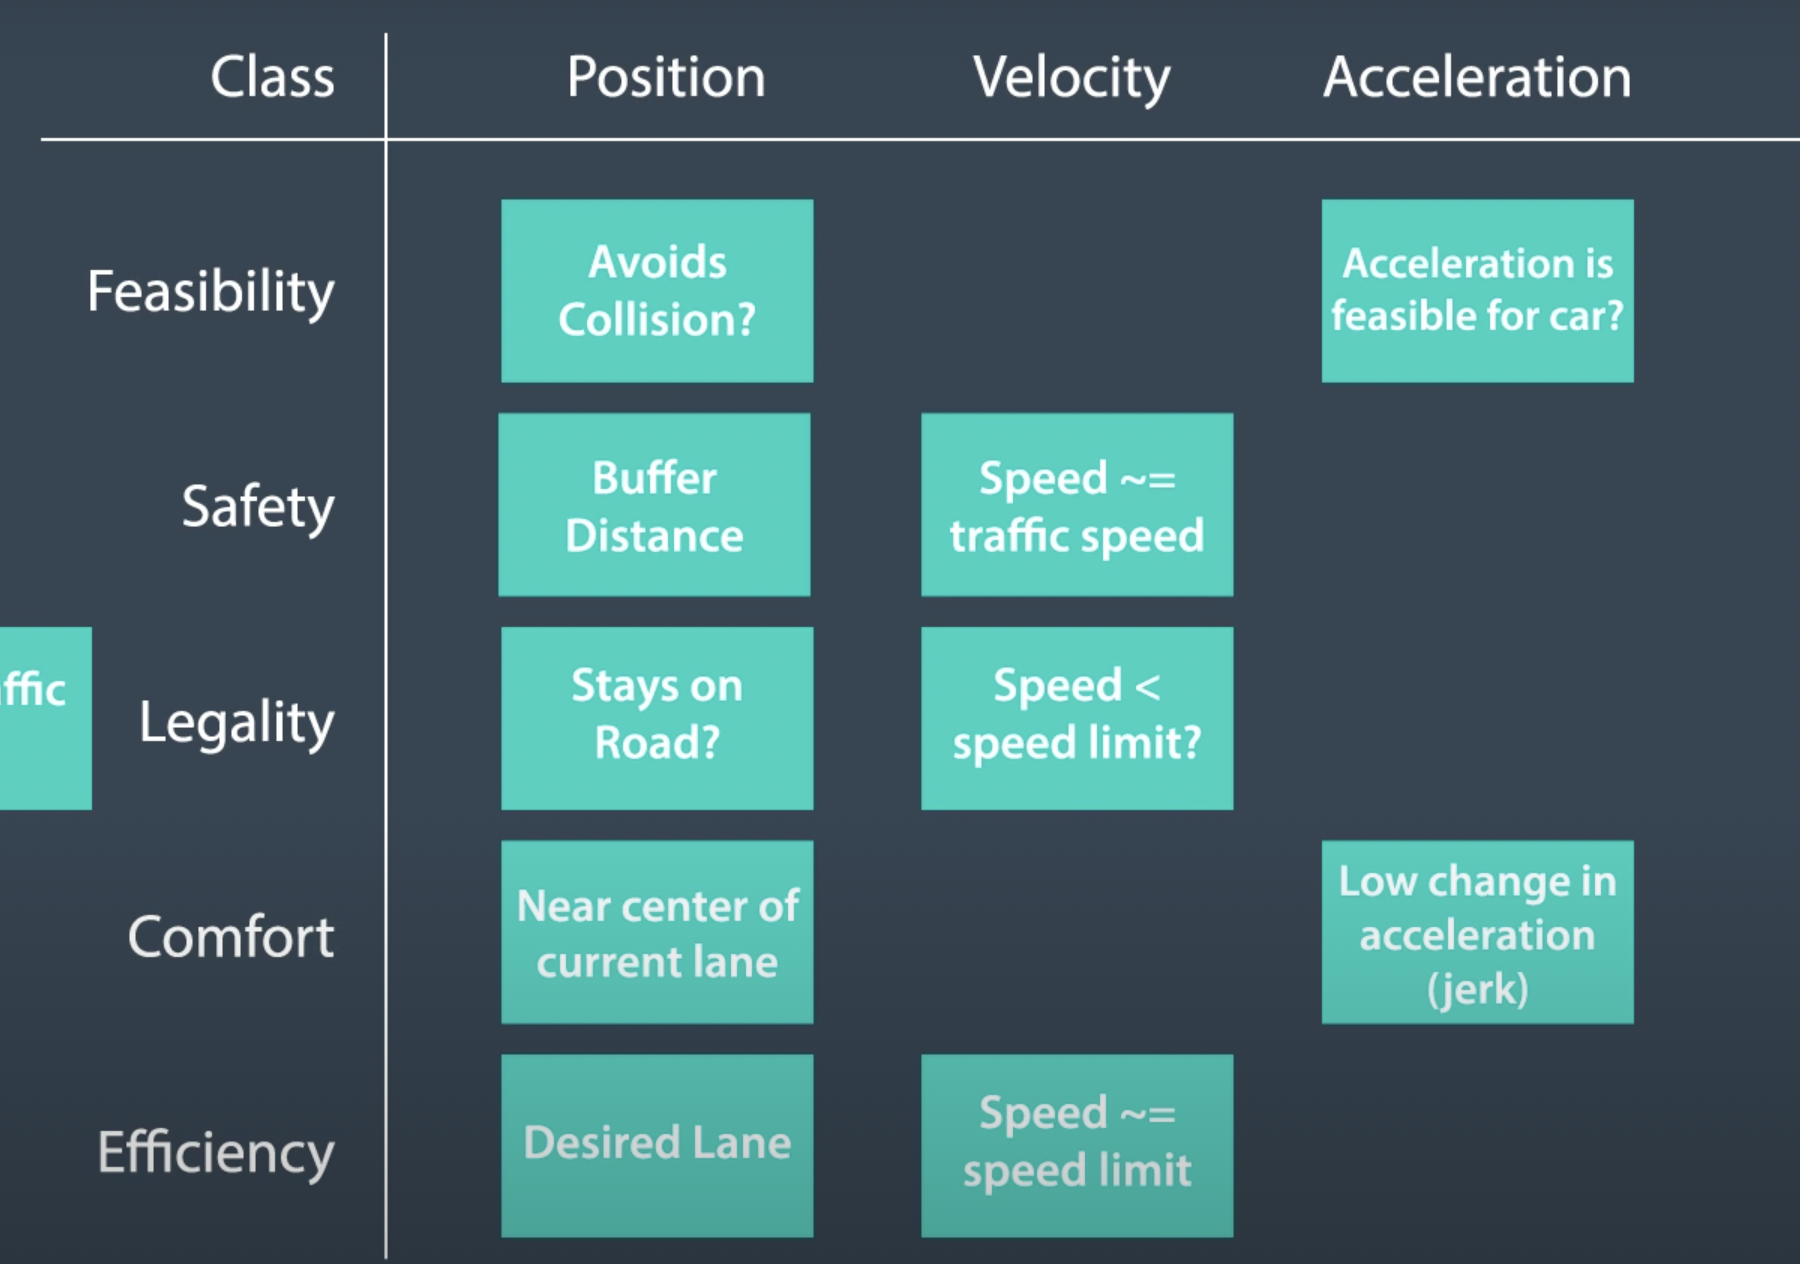 Class Position Velocity Acceleration
Feasibility
Avoids
Collision?
Acceleration is
feasible for car?
Safety
Buffer
Distance
Speed ~=
traffic speed
ffic
Legality
Stays on
Road?
Speed <
speed limit?
Comfort
Near center of
current lane
Low change in
acceleration
(jerk)
Efficiency
Desired Lane
Speed ~=
speed limit